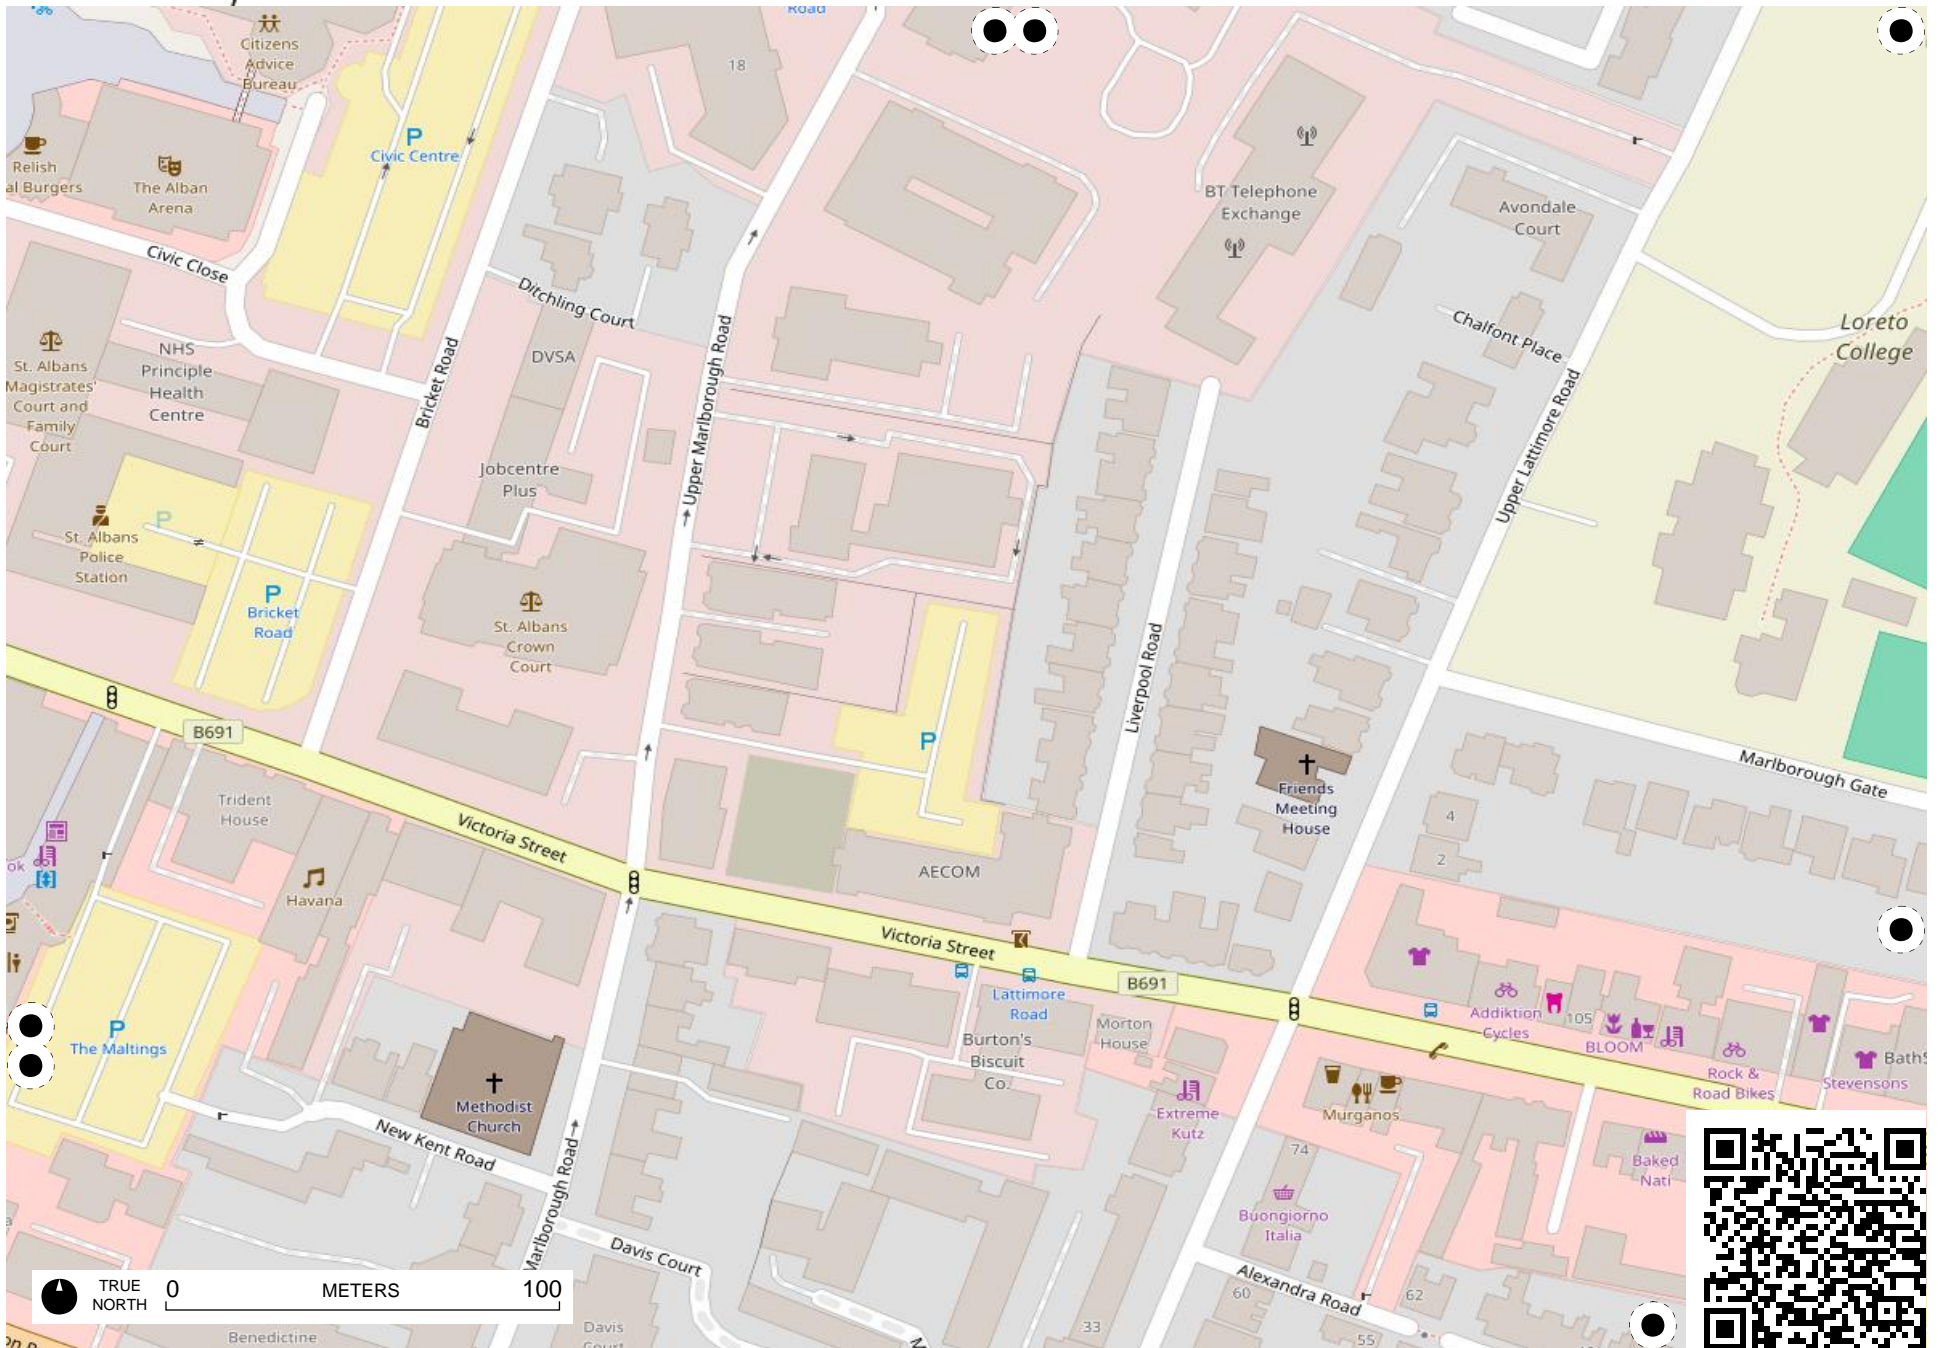 Road
Citizens
Advice
Bureau
18
P
Civic Centre
Relish
al Burgers
The Alban
Arena
BT Telephone
Exchange
Avondale
Court
Civic Close
Ditchling Court
Chalfont Place
Loreto
College
St. Albans
Magistrates'
Court and
Family
Court
NHS
Principle
Health
Centre
DVSA
Bricket Road
Upper Marlborough Road
Upper Lattimore Road
Jobcentre
Plus
P
St. Albans
Police
Station
P
Bricket
Road
St. Albans
Crown
Court
Liverpool Road
B691
P
Friends
Meeting
House
Marlborough Gate
Trident
House
Victoria Street
4
2
ok
AECOM
Havana
Victoria Street
B691
Lattimore
Road
Morton
House
Burton's
Biscuit
Co.
Addiktion
Cycles
105
BLOOM
Rock &
Road Bikes
BathS
Stevensons
P
The Maltings
Methodist
Church
Extreme
Kutz
Murganos
New Kent Road
Marlborough Road
74
Baked
Nati
Buongiorno
Italia
Davis Court
Alexandra Road
60
62
55
33
TRUE
NORTH
0 METERS 100
Benedictine
Davis
Court